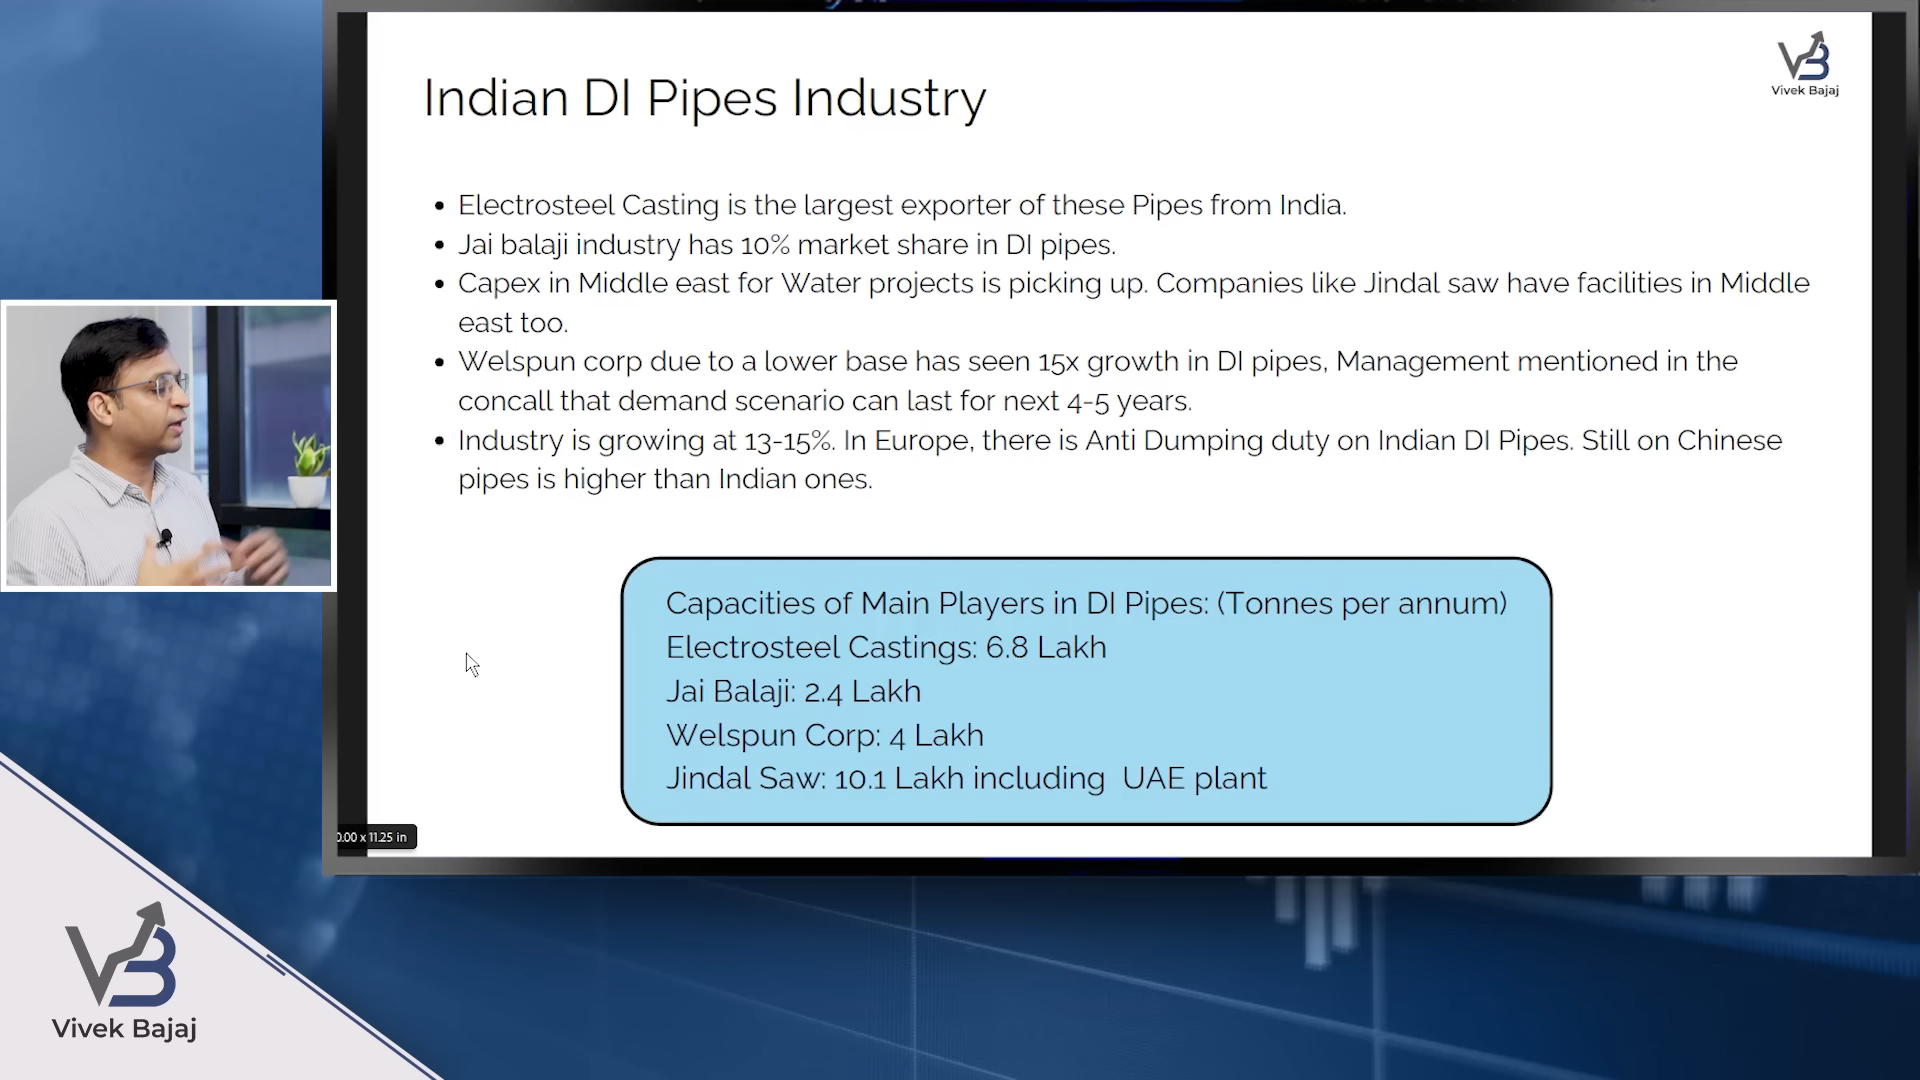 Vivek Bajaj
Indian DI Pipes Industry
• Electrosteel Casting is the largest exporter of these Pipes from India.
• Jai balaji industry has 10% market share in DI pipes.
• Capex in Middle east for Water projects is picking up. Companies like Jindal saw have facilities in Middle
east too.
• Welspun corp due to a lower base has seen 15x growth in DI pipes, Management mentioned in the
concall that demand scenario can last for next 4-5 years.
• Industry is growing at 13-15%. In Europe, there is Anti Dumping duty on Indian DI Pipes. Still on Chinese
pipes is higher than Indian ones.
Capacities of Main Players in DI Pipes: (Tonnes per annum)
Electrosteel Castings: 6.8 Lakh
Jai Balaji: 2.4 Lakh
Welspun Corp: 4 Lakh
Jindal Saw: 10.1 Lakh including UAE plant
0.00 x 11.25 in
Vivek Bajaj